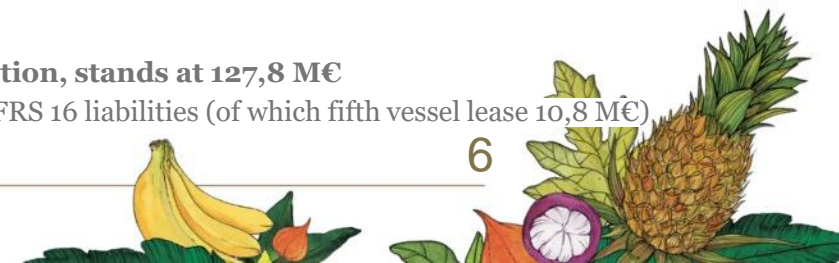 tion, stands at 127,8 M€
FRS 16 liabilities (of which fifth vessel lease 10,8 M€)
6